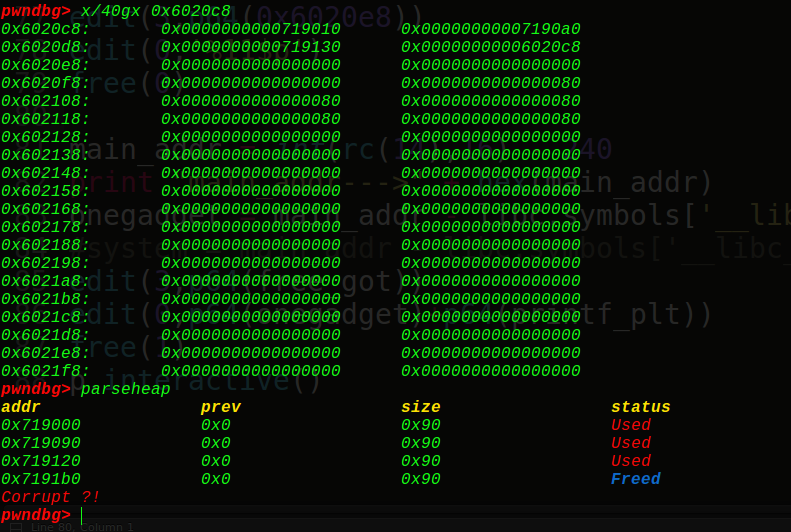 pwndbg> x/40gx 0x6020c8
0x6020c8: 0x0000000000719010 0x00000000007190a0
0x6020d8: 0x0000000000719130 0x00000000006020c8
0x6020e8: 0x0000000000000000 0x0000000000000000
0x6020f8: 0x0000000000000000 0x0000000000000080
0x602108: 0x0000000000000080 0x0000000000000080
0x602118: 0x0000000000000080 0x0000000000000080
0x602128: 0x0000000000000000 0x0000000000000000
0x602138: 0x0000000000000000 0x0000000000000000
0x602148: 0x0000000000000000 0x0000000000000000
0x602158: 0x0000000000000000 0x0000000000000000
0x602168: 0x0000000000000000 0x0000000000000000
0x602178: 0x0000000000000000 0x0000000000000000
0x602188: 0x0000000000000000 0x0000000000000000
0x602198: 0x0000000000000000 0x0000000000000000
0x6021a8: 0x0000000000000000 0x0000000000000000
0x6021b8: 0x0000000000000000 0x0000000000000000
0x6021c8: 0x0000000000000000 0x0000000000000000
0x6021d8: 0x0000000000000000 0x0000000000000000
0x6021e8: 0x0000000000000000 0x0000000000000000
0x6021f8: 0x0000000000000000 0x0000000000000000
pwndbg> parseheap
addr prev size status
0x719000 0x0 0x90 Used
0x719090 0x0 0x90 Used
0x719120 0x0 0x90 Used
0x7191b0 0x0 0x90 Freed
Corrupt ?!
pwndbg>
Line 80, Column 1